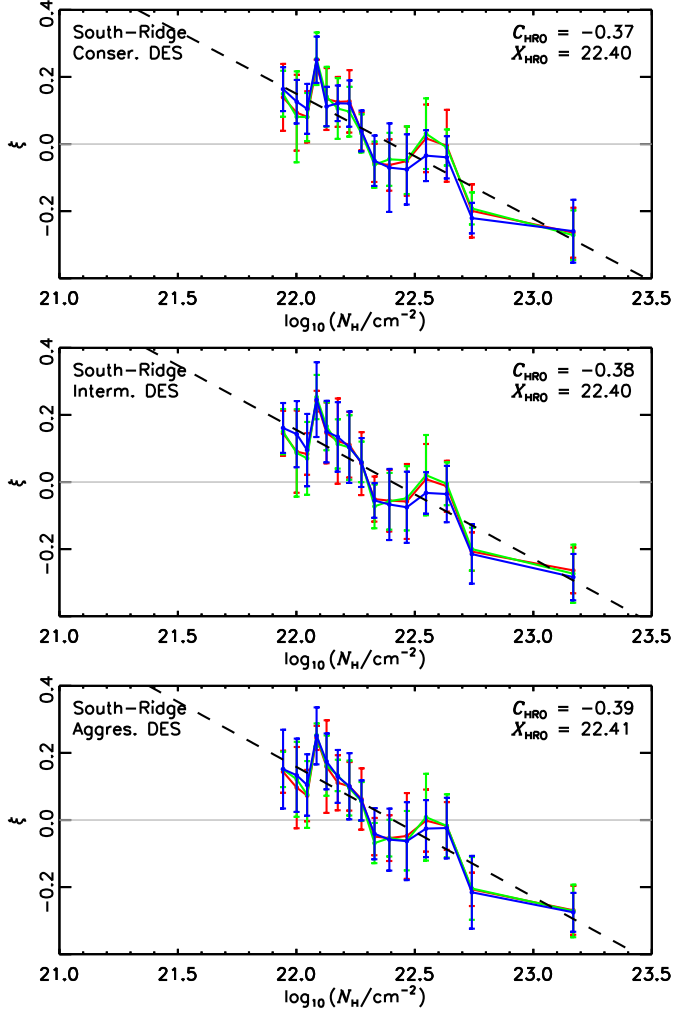 0.4
South-Ridge
Conser. DES
C_HRO = -0.37
X_HRO = 22.40
0.2
0.0
-0.2
ξ
21.0 21.5 22.0 22.5 23.0 23.5
log₁₀(N_H/cm⁻²)
0.4
South-Ridge
Interm. DES
C_HRO = -0.38
X_HRO = 22.40
0.2
0.0
-0.2
ξ
21.0 21.5 22.0 22.5 23.0 23.5
log₁₀(N_H/cm⁻²)
0.4
South-Ridge
Aggres. DES
C_HRO = -0.39
X_HRO = 22.41
0.2
0.0
-0.2
ξ
21.0 21.5 22.0 22.5 23.0 23.5
log₁₀(N_H/cm⁻²)